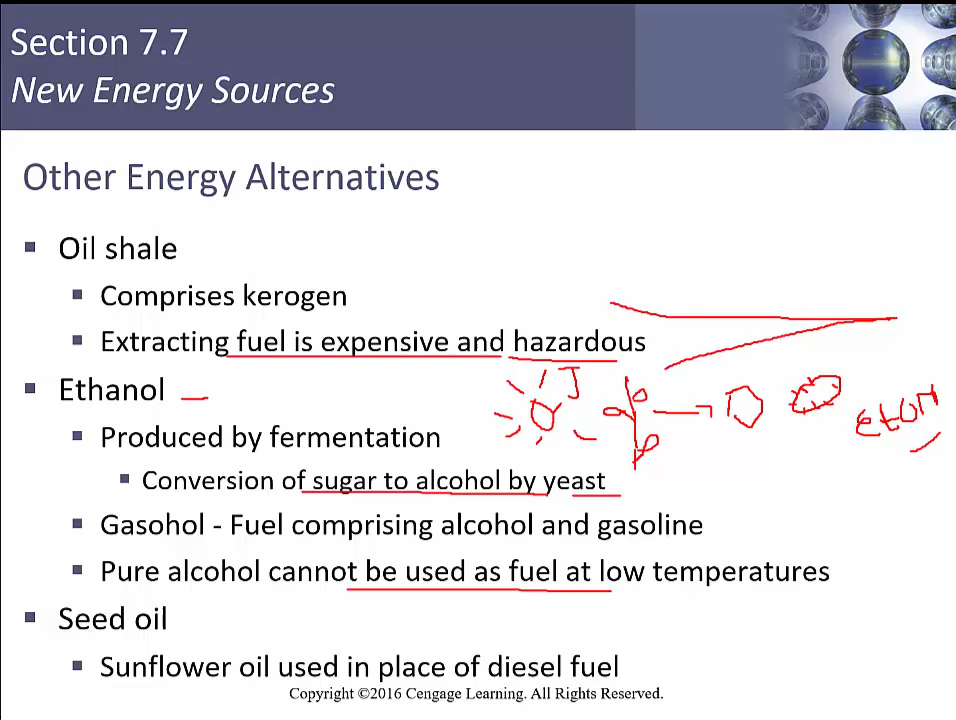 Section 7.7
New Energy Sources
Other Energy Alternatives
▪ Oil shale
▪ Comprises kerogen
▪ Extracting fuel is expensive and hazardous
▪ Ethanol
▪ Produced by fermentation
▪ Conversion of sugar to alcohol by yeast
▪ Gasohol - Fuel comprising alcohol and gasoline
▪ Pure alcohol cannot be used as fuel at low temperatures
▪ Seed oil
▪ Sunflower oil used in place of diesel fuel
EtOH
Copyright ©2016 Cengage Learning. All Rights Reserved.